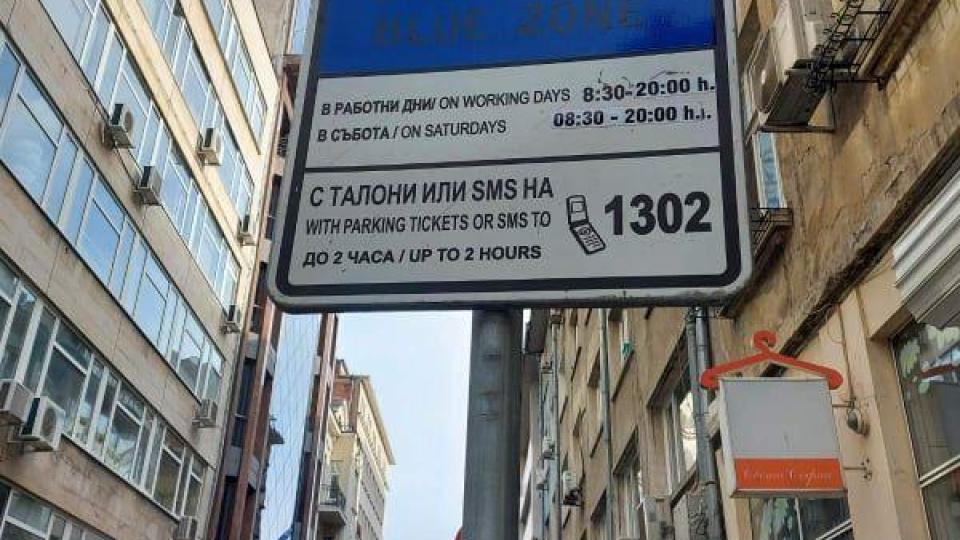 BLUE ZONE
В РАБОТНИ ДНИ/ ON WORKING DAYS 8:30-20:00 h.
В СЪБОТА / ON SATURDAYS 08:30 - 20:00 h.
С ТАЛОНИ ИЛИ SMS НА
WITH PARKING TICKETS OR SMS TO
1302
ДО 2 ЧАСА / UP TO 2 HOURS